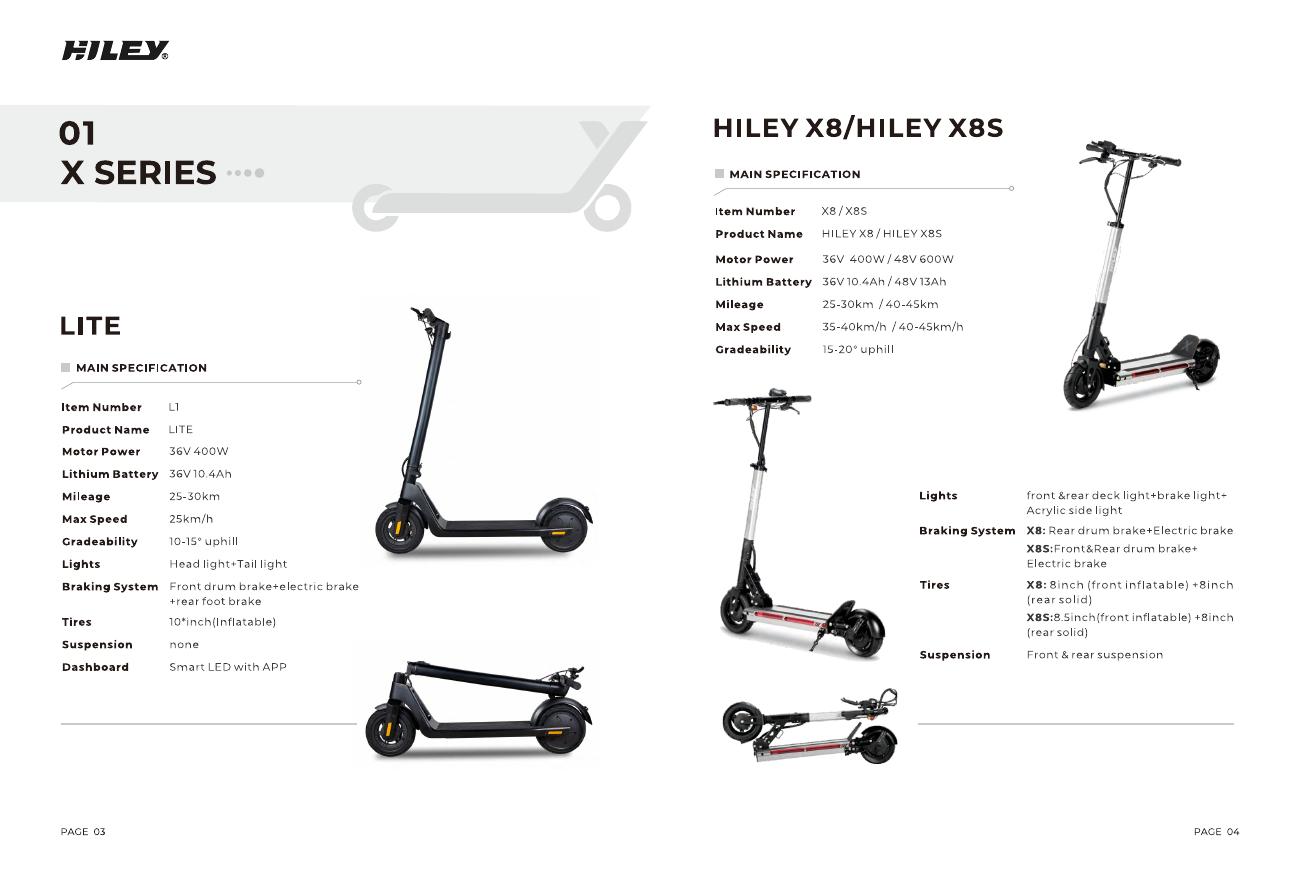 HILEY®
01
X SERIES
LITE
MAIN SPECIFICATION
Item Number L1
Product Name LITE
Motor Power 36V 400W
Lithium Battery 36V 10.4Ah
Mileage 25-30km
Max Speed 25km/h
Gradeability 10-15° uphill
Lights Head light+Tail light
Braking System Front drum brake+electric brake
+rear foot brake
Tires 10*inch(Inflatable)
Suspension none
Dashboard Smart LED with APP
PAGE 03
HILEY X8/HILEY X8S
MAIN SPECIFICATION
Item Number X8 / X8S
Product Name HILEY X8 / HILEY X8S
Motor Power 36V 400W / 48V 600W
Lithium Battery 36V 10.4Ah / 48V 13Ah
Mileage 25-30km / 40-45km
Max Speed 35-40km/h / 40-45km/h
Gradeability 15-20° uphill
Lights front &rear deck light+brake light+
Acrylic side light
Braking System X8: Rear drum brake+Electric brake
X8S:Front&Rear drum brake+
Electric brake
Tires X8: 8inch (front inflatable) +8inch
(rear solid)
X8S:8.5inch(front inflatable) +8inch
(rear solid)
Suspension Front & rear suspension
PAGE 04